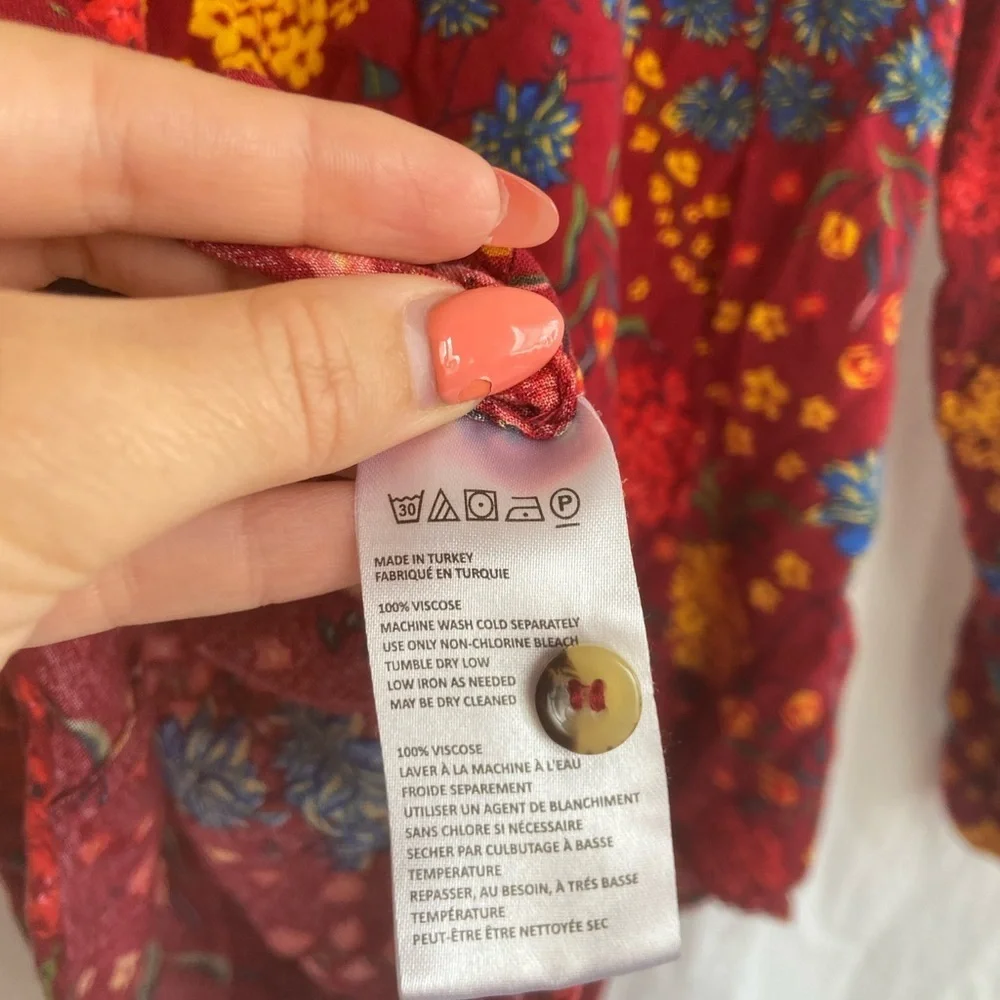 30 P
MADE IN TURKEY
FABRIQUÉ EN TURQUIE
100% VISCOSE
MACHINE WASH COLD SEPARATELY
USE ONLY NON-CHLORINE BLEACH
TUMBLE DRY LOW
LOW IRON AS NEEDED
MAY BE DRY CLEANED
100% VISCOSE
LAVER À LA MACHINE À L'EAU
FROIDE SEPAREMENT
UTILISER UN AGENT DE BLANCHIMENT
SANS CHLORE SI NÉCESSAIRE
SECHER PAR CULBUTAGE À BASSE
TEMPERATURE
REPASSER, AU BESOIN, À TRÉS BASSE
TEMPÉRATURE
PEUT-ÊTRE ÊTRE NETTOYÉE SEC